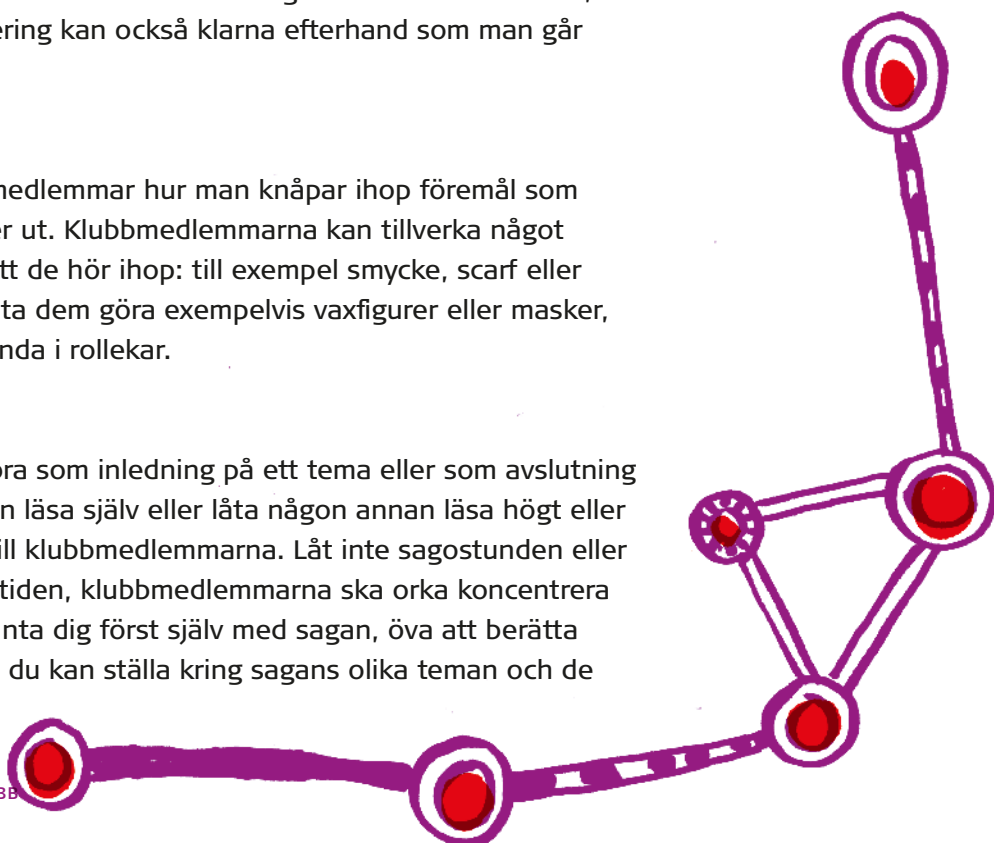 ering kan också klarna efterhand som man går
medlemmar hur man knåpar ihop föremål som
er ut. Klubbmedlemmarna kan tillverka något
tt de hör ihop: till exempel smycke, scarf eller
ta dem göra exempelvis vaxfigurer eller masker,
nda i rollekar.
ora som inledning på ett tema eller som avslutning
n läsa själv eller låta någon annan läsa högt eller
ill klubbmedlemmarna. Låt inte sagostunden eller
tiden, klubbmedlemmarna ska orka koncentrera
nta dig först själv med sagan, öva att berätta
du kan ställa kring sagans olika teman och de